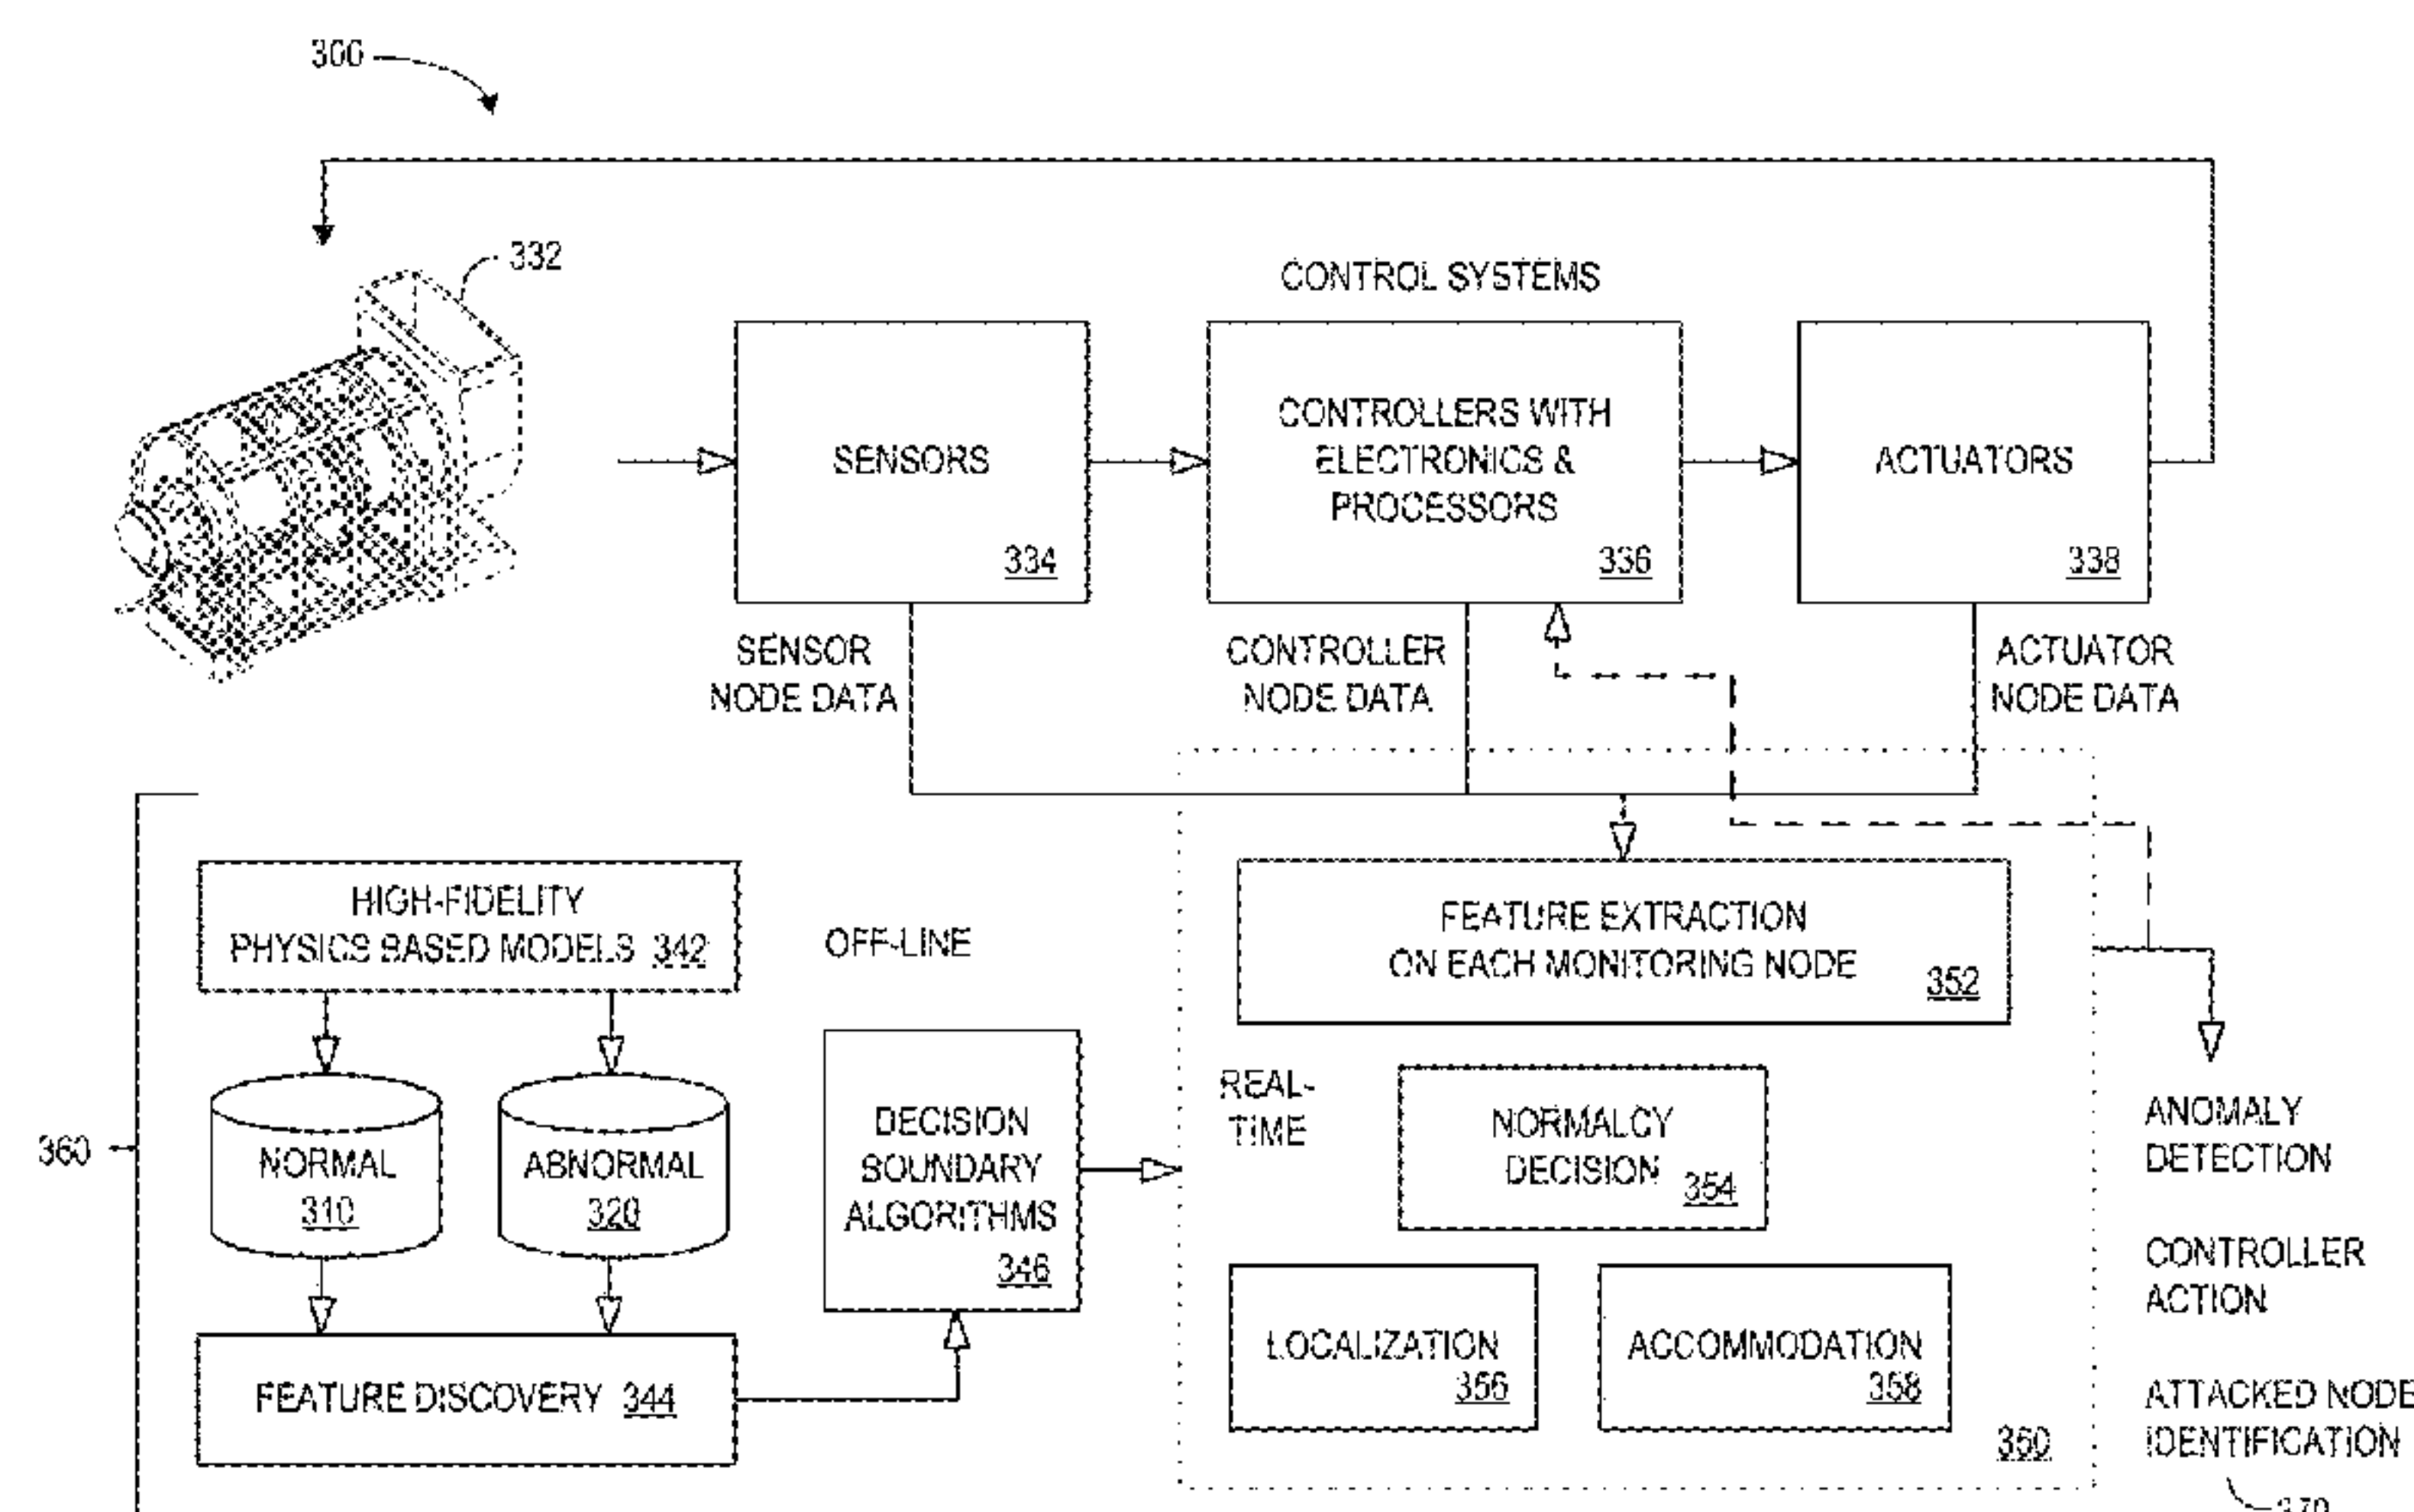 300
332
CONTROL SYSTEMS
SENSORS
334
CONTROLLERS WITH
ELECTRONICS &
PROCESSORS
336
ACTUATORS
338
SENSOR
NODE DATA
CONTROLLER
NODE DATA
ACTUATOR
NODE DATA
360
HIGH-FIDELITY
PHYSICS BASED MODELS 342
NORMAL
310
ABNORMAL
320
FEATURE DISCOVERY 344
OFF-LINE
DECISION
BOUNDARY
ALGORITHMS
346
FEATURE EXTRACTION
ON EACH MONITORING NODE
352
REAL-
TIME
NORMALCY
DECISION
354
LOCALIZATION
356
ACCOMMODATION
358
350
ANOMALY
DETECTION
CONTROLLER
ACTION
ATTACKED NODE
IDENTIFICATION